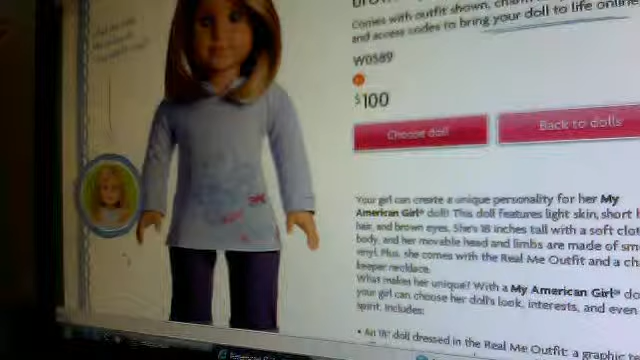 Comes with outfit shown, charm
and access codes to bring your doll to life online
W0589
$100
Choose doll
Back to dolls
Your girl can create a unique personality for her My
American Girl® doll! This doll features light skin, short
hair, and brown eyes. She's 18 inches tall with a soft
body, and her movable head and limbs are made of
vinyl. Plus, she comes with the Real Me Outfit and a
keeper necklace.
What makes her unique? With a My American Girl®
your girl can choose her doll's look, interests, and even
spirit. Includes:
• An 18" doll dressed in the Real Me Outfit: a graphic